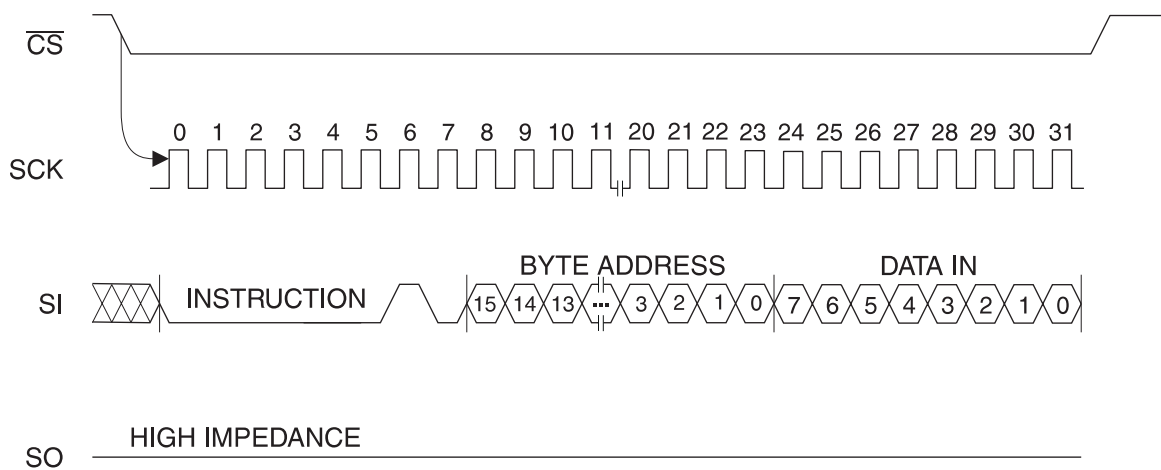 CS
0 1 2 3 4 5 6 7 8 9 10 11 20 21 22 23 24 25 26 27 28 29 30 31
SCK
BYTE ADDRESS DATA IN
SI INSTRUCTION 15 14 13 ... 3 2 1 0 7 6 5 4 3 2 1 0
HIGH IMPEDANCE
SO